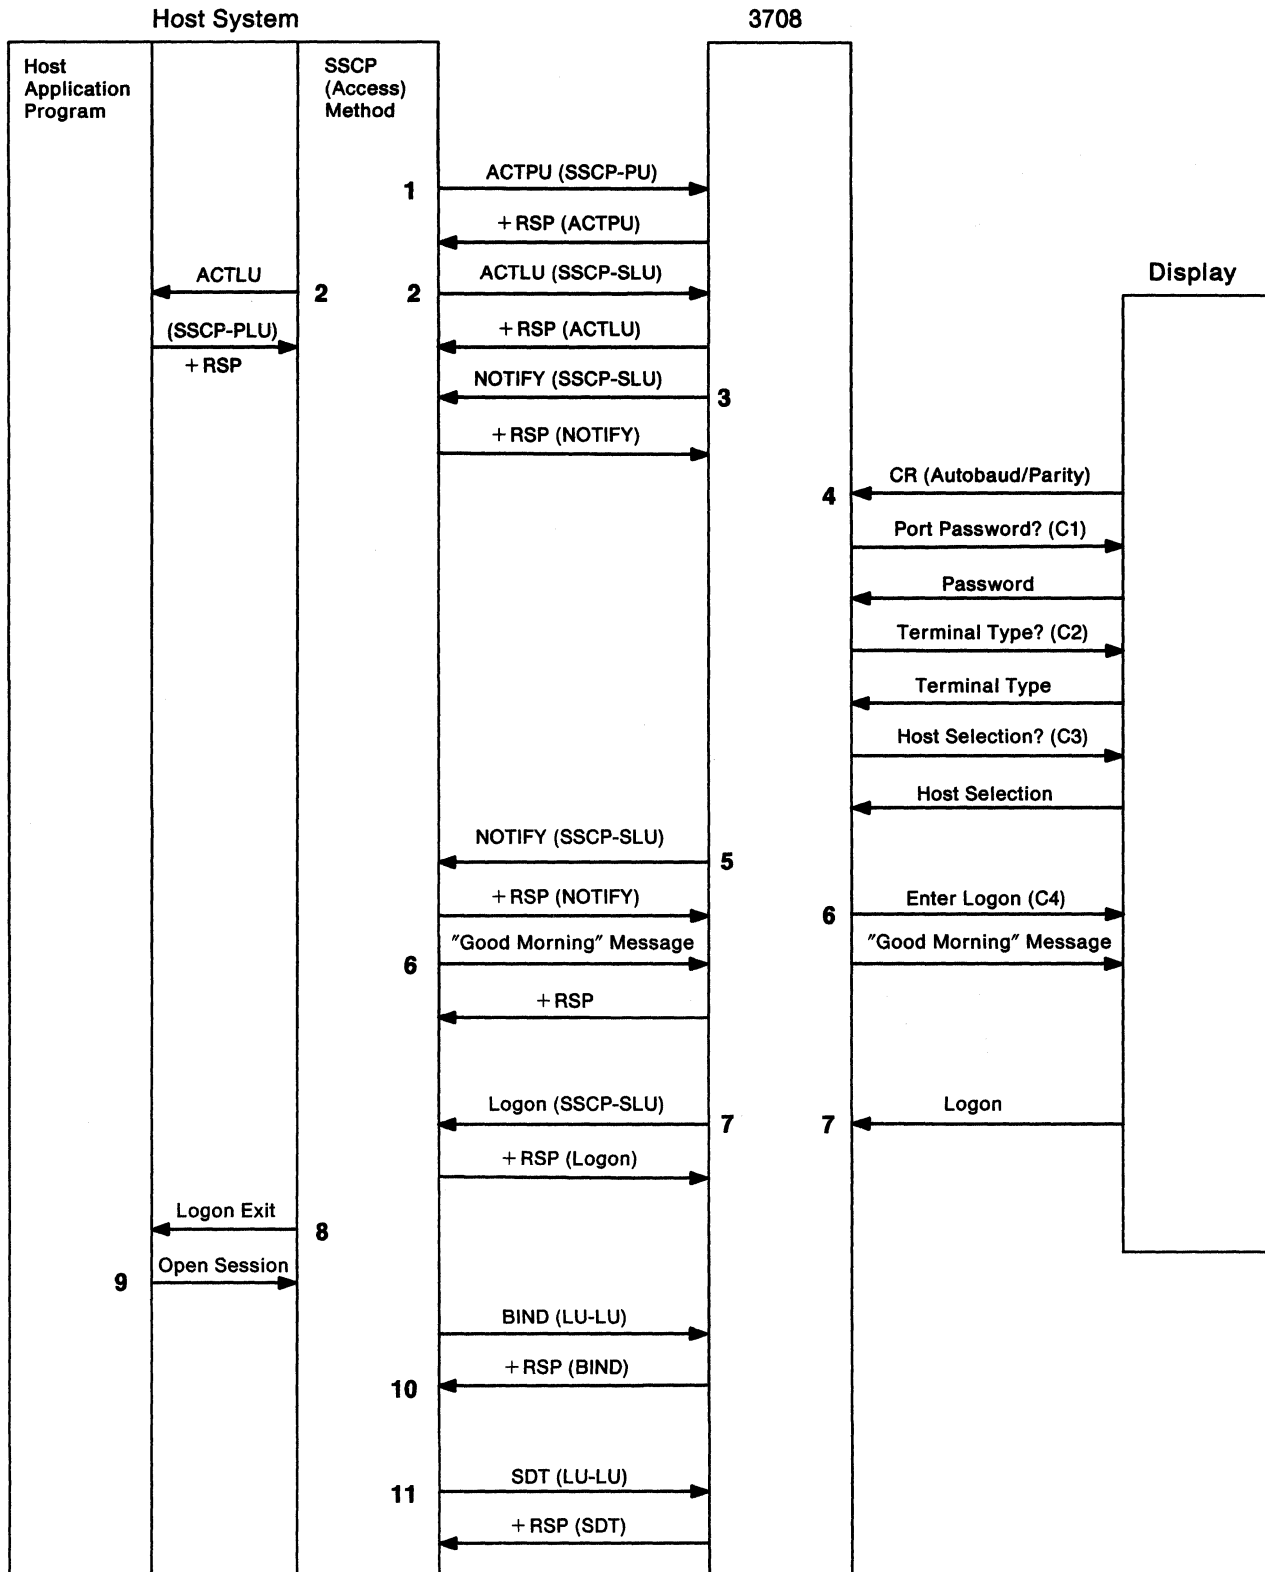 Host System
3708
Host
Application
Program
SSCP
(Access)
Method
1
ACTPU (SSCP-PU)
+RSP (ACTPU)
ACTLU
2
2
ACTLU (SSCP-SLU)
Display
(SSCP-PLU)
+RSP
+RSP (ACTLU)
NOTIFY (SSCP-SLU)
3
+RSP (NOTIFY)
4
CR (Autobaud/Parity)
Port Password? (C1)
Password
Terminal Type? (C2)
Terminal Type
Host Selection? (C3)
Host Selection
NOTIFY (SSCP-SLU)
5
+RSP (NOTIFY)
6
Enter Logon (C4)
6
"Good Morning" Message
"Good Morning" Message
+RSP
Logon (SSCP-SLU)
7
7
Logon
+RSP (Logon)
Logon Exit
8
9
Open Session
BIND (LU-LU)
+RSP (BIND)
10
11
SDT (LU-LU)
+RSP (SDT)